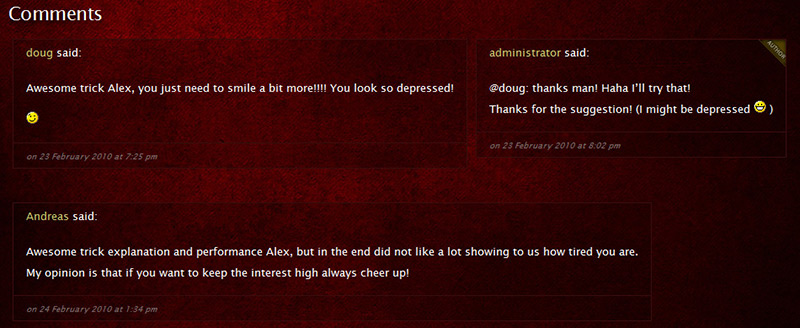 Comments
doug said:
Awesome trick Alex, you just need to smile a bit more!!!! You look so depressed!
on 23 February 2010 at 7:25 pm
administrator said:
AUTHOR
@doug: thanks man! Haha I'll try that!
Thanks for the suggestion! (I might be depressed 😀 )
on 23 February 2010 at 8:02 pm
Andreas said:
Awesome trick explanation and performance Alex, but in the end did not like a lot showing to us how tired you are.
My opinion is that if you want to keep the interest high always cheer up!
on 24 February 2010 at 1:34 pm